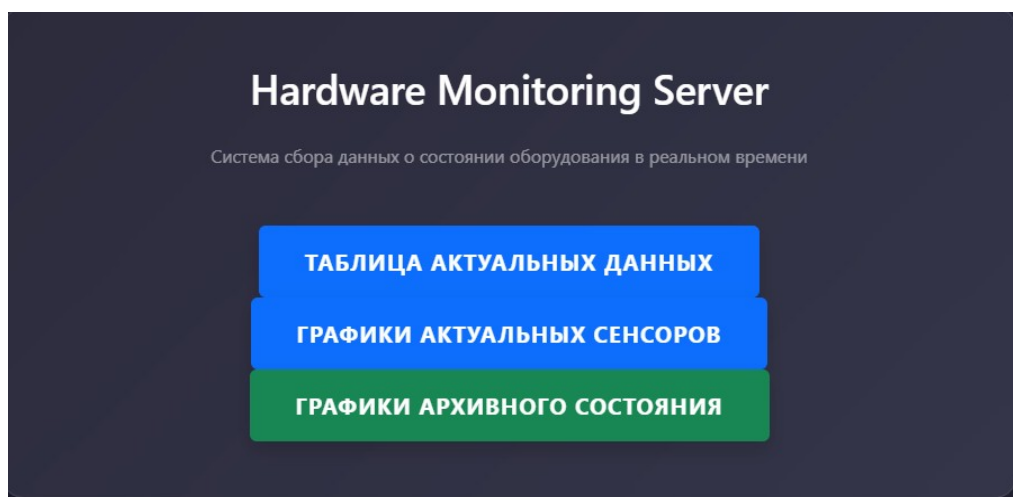 Hardware Monitoring Server
Система сбора данных о состоянии оборудования в реальном времени
ТАБЛИЦА АКТУАЛЬНЫХ ДАННЫХ
ГРАФИКИ АКТУАЛЬНЫХ СЕНСОРОВ
ГРАФИКИ АРХИВНОГО СОСТОЯНИЯ